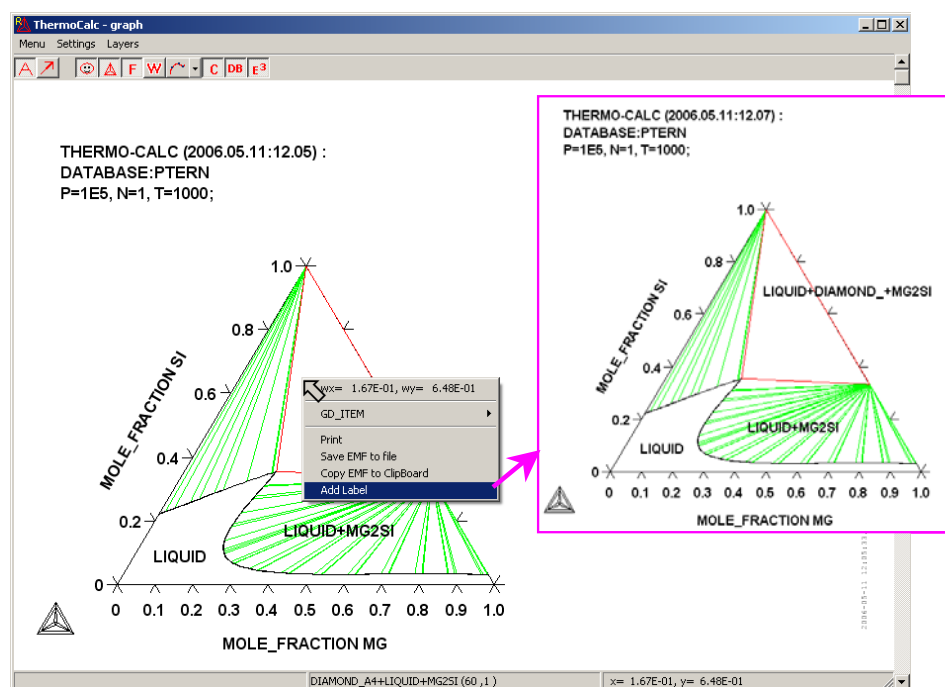 ThermoCalc - graph
Menu Settings Layers
F W C DB E3
THERMO-CALC (2006.05.11:12.05) :
DATABASE:PTERN
P=1E5, N=1, T=1000;
1.0
0.8
0.6
0.4
0.2
0
MOLE_FRACTION SI
LIQUID
LIQUID+MG2SI
0 0.1 0.2 0.3 0.4 0.5 0.6 0.7 0.8 0.9 1.0
MOLE_FRACTION MG
wx= 1.67E-01, wy= 6.48E-01
GD_ITEM
Print
Save EMF to file
Copy EMF to ClipBoard
Add Label
THERMO-CALC (2006.05.11:12.07) :
DATABASE:PTERN
P=1E5, N=1, T=1000;
1.0
0.8
0.6
0.4
0.2
0
MOLE_FRACTION SI
LIQUID+DIAMOND_+MG2SI
LIQUID+MG2SI
LIQUID
0 0.1 0.2 0.3 0.4 0.5 0.6 0.7 0.8 0.9 1.0
MOLE_FRACTION MG
DIAMOND_A4+LIQUID+MG2SI (60 ,1 )
x= 1.67E-01, y= 6.48E-01